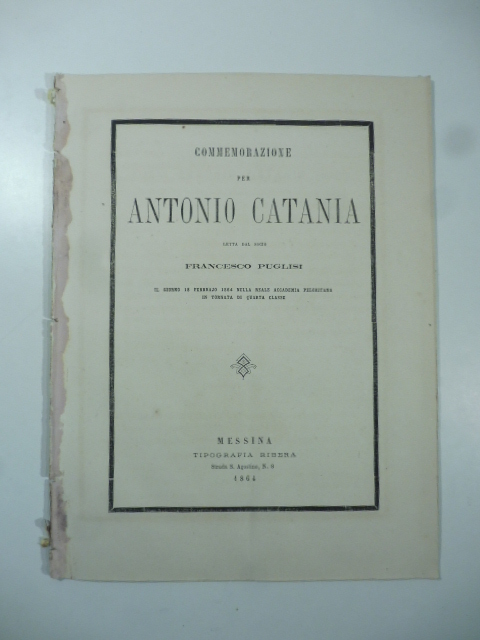 COMMEMORAZIONE
PER
ANTONIO CATANIA
LETTA DAL SOCIO
FRANCESCO PUGLISI
IL GIORNO 18 FEBBRAJO 1864 NELLA REALE ACCADEMIA PELORITANA
IN TORNATA DI QUARTA CLASSE
MESSINA
TIPOGRAFIA RIBERA
Strada S. Agostino, N. 6
1864